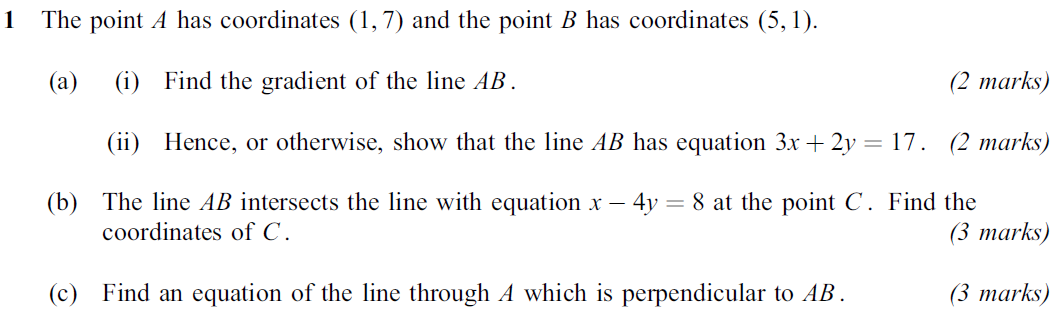 1 The point A has coordinates (1, 7) and the point B has coordinates (5, 1).
(a) (i) Find the gradient of the line AB. (2 marks)
(ii) Hence, or otherwise, show that the line AB has equation 3x + 2y = 17. (2 marks)
(b) The line AB intersects the line with equation x − 4y = 8 at the point C. Find the
coordinates of C. (3 marks)
(c) Find an equation of the line through A which is perpendicular to AB. (3 marks)